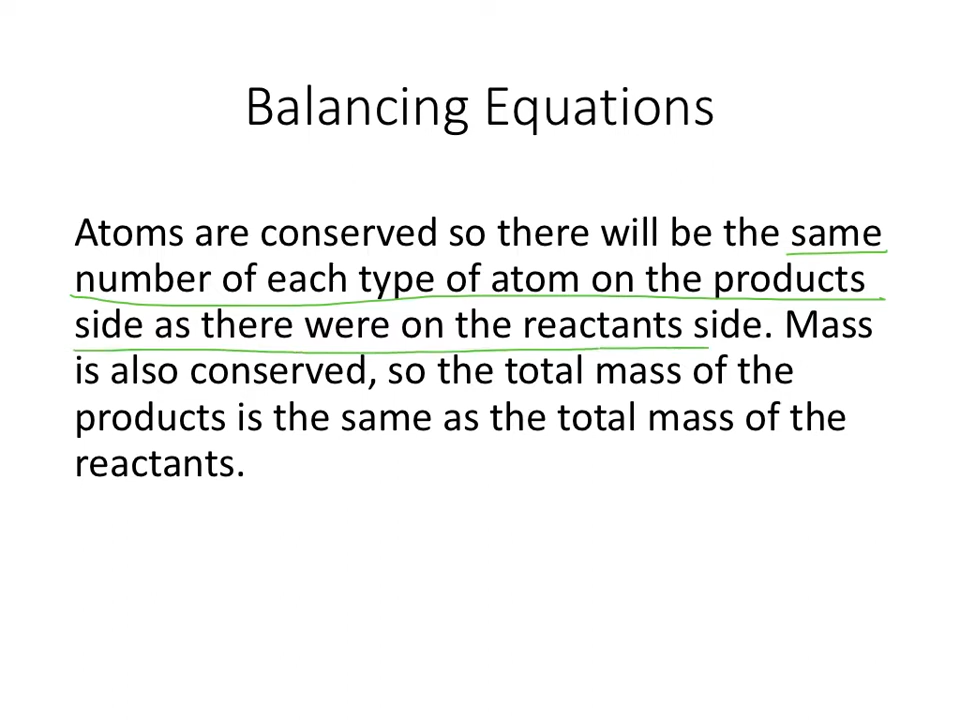 Balancing Equations
Atoms are conserved so there will be the same
number of each type of atom on the products
side as there were on the reactants side. Mass
is also conserved, so the total mass of the
products is the same as the total mass of the
reactants.